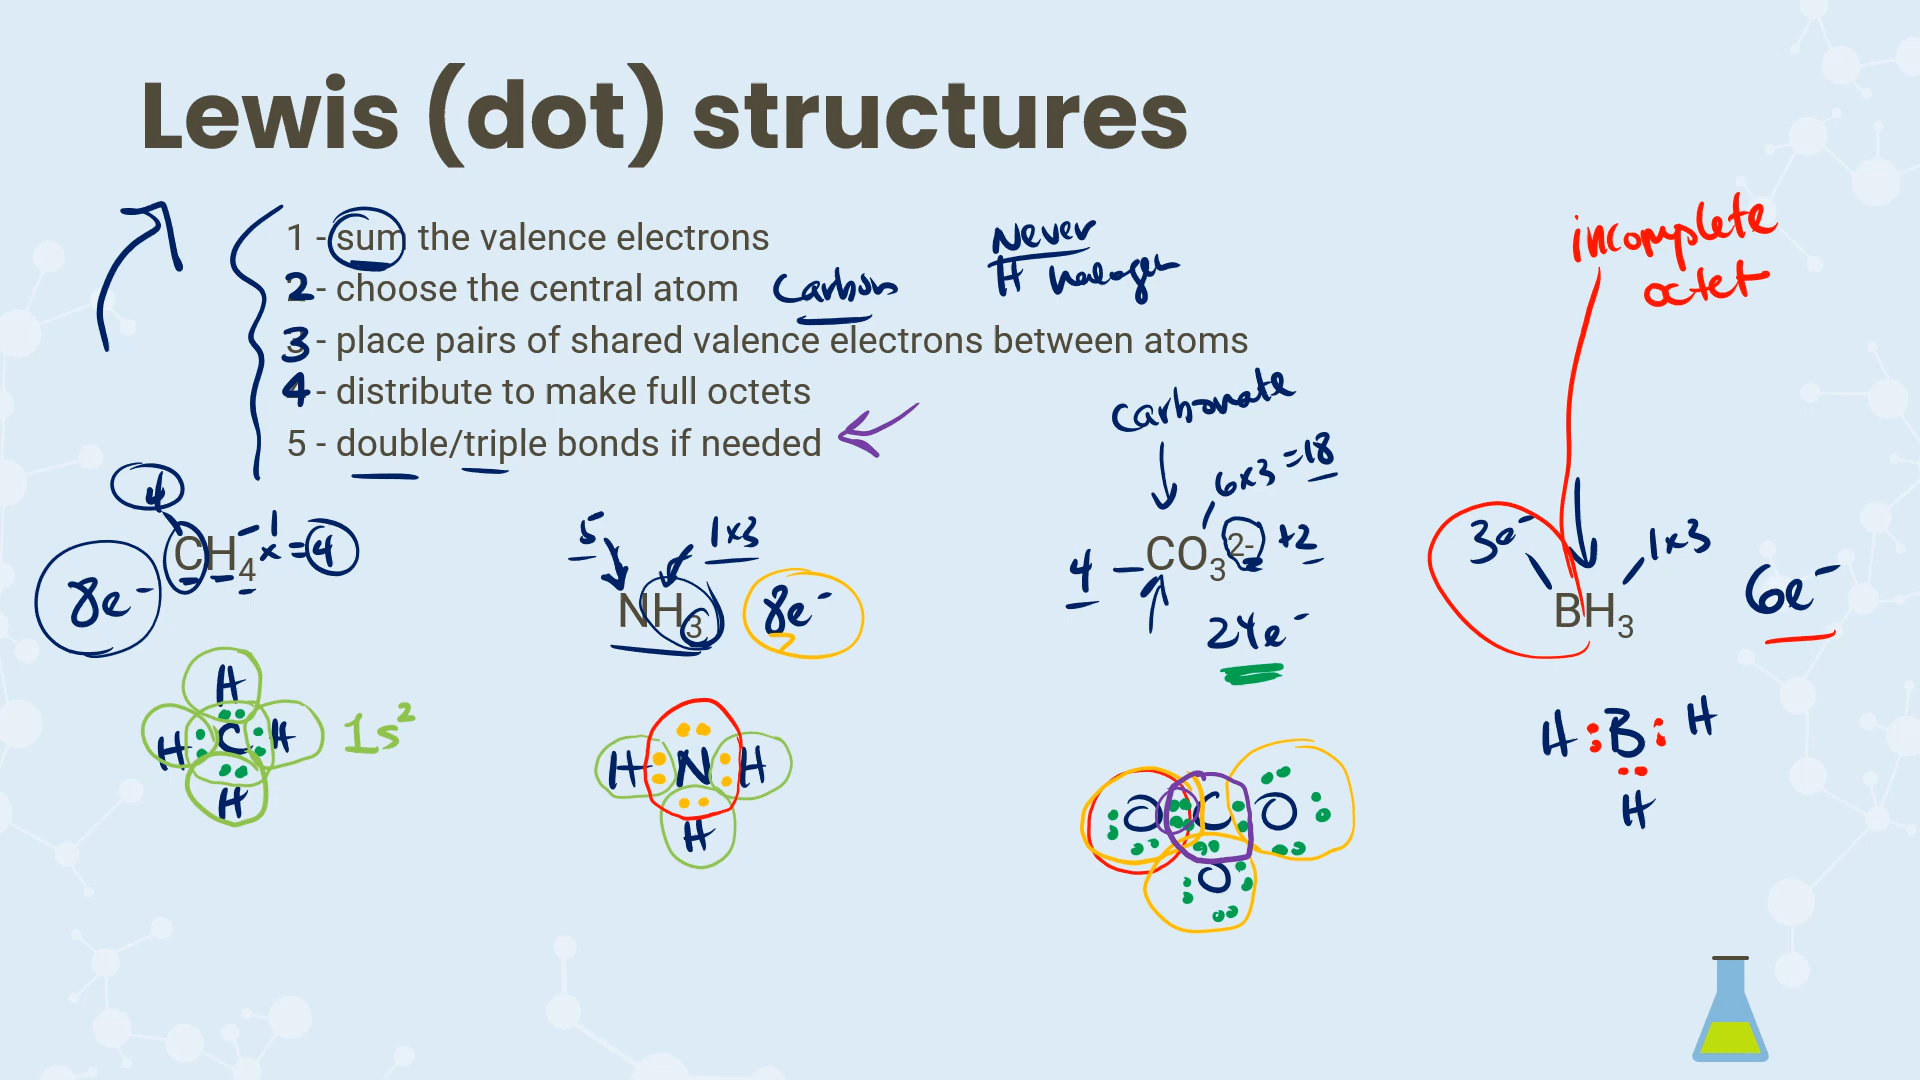 Lewis (dot) structures
1 - sum the valence electrons
2 - choose the central atom Carbon
Never
H halogen
3 - place pairs of shared valence electrons between atoms
4 - distribute to make full octets
5 - double/triple bonds if needed
incomplete
octet
4
CH4 x 1 = 4
8e-
H
H C H
H
1s²
5 1x3
NH3 8e-
H N H
H
Carbonate
6x3 = 18
4 - CO3 2- +2
24e-
O C O
O
3e- 1x3
BH3 6e-
H : B : H
H